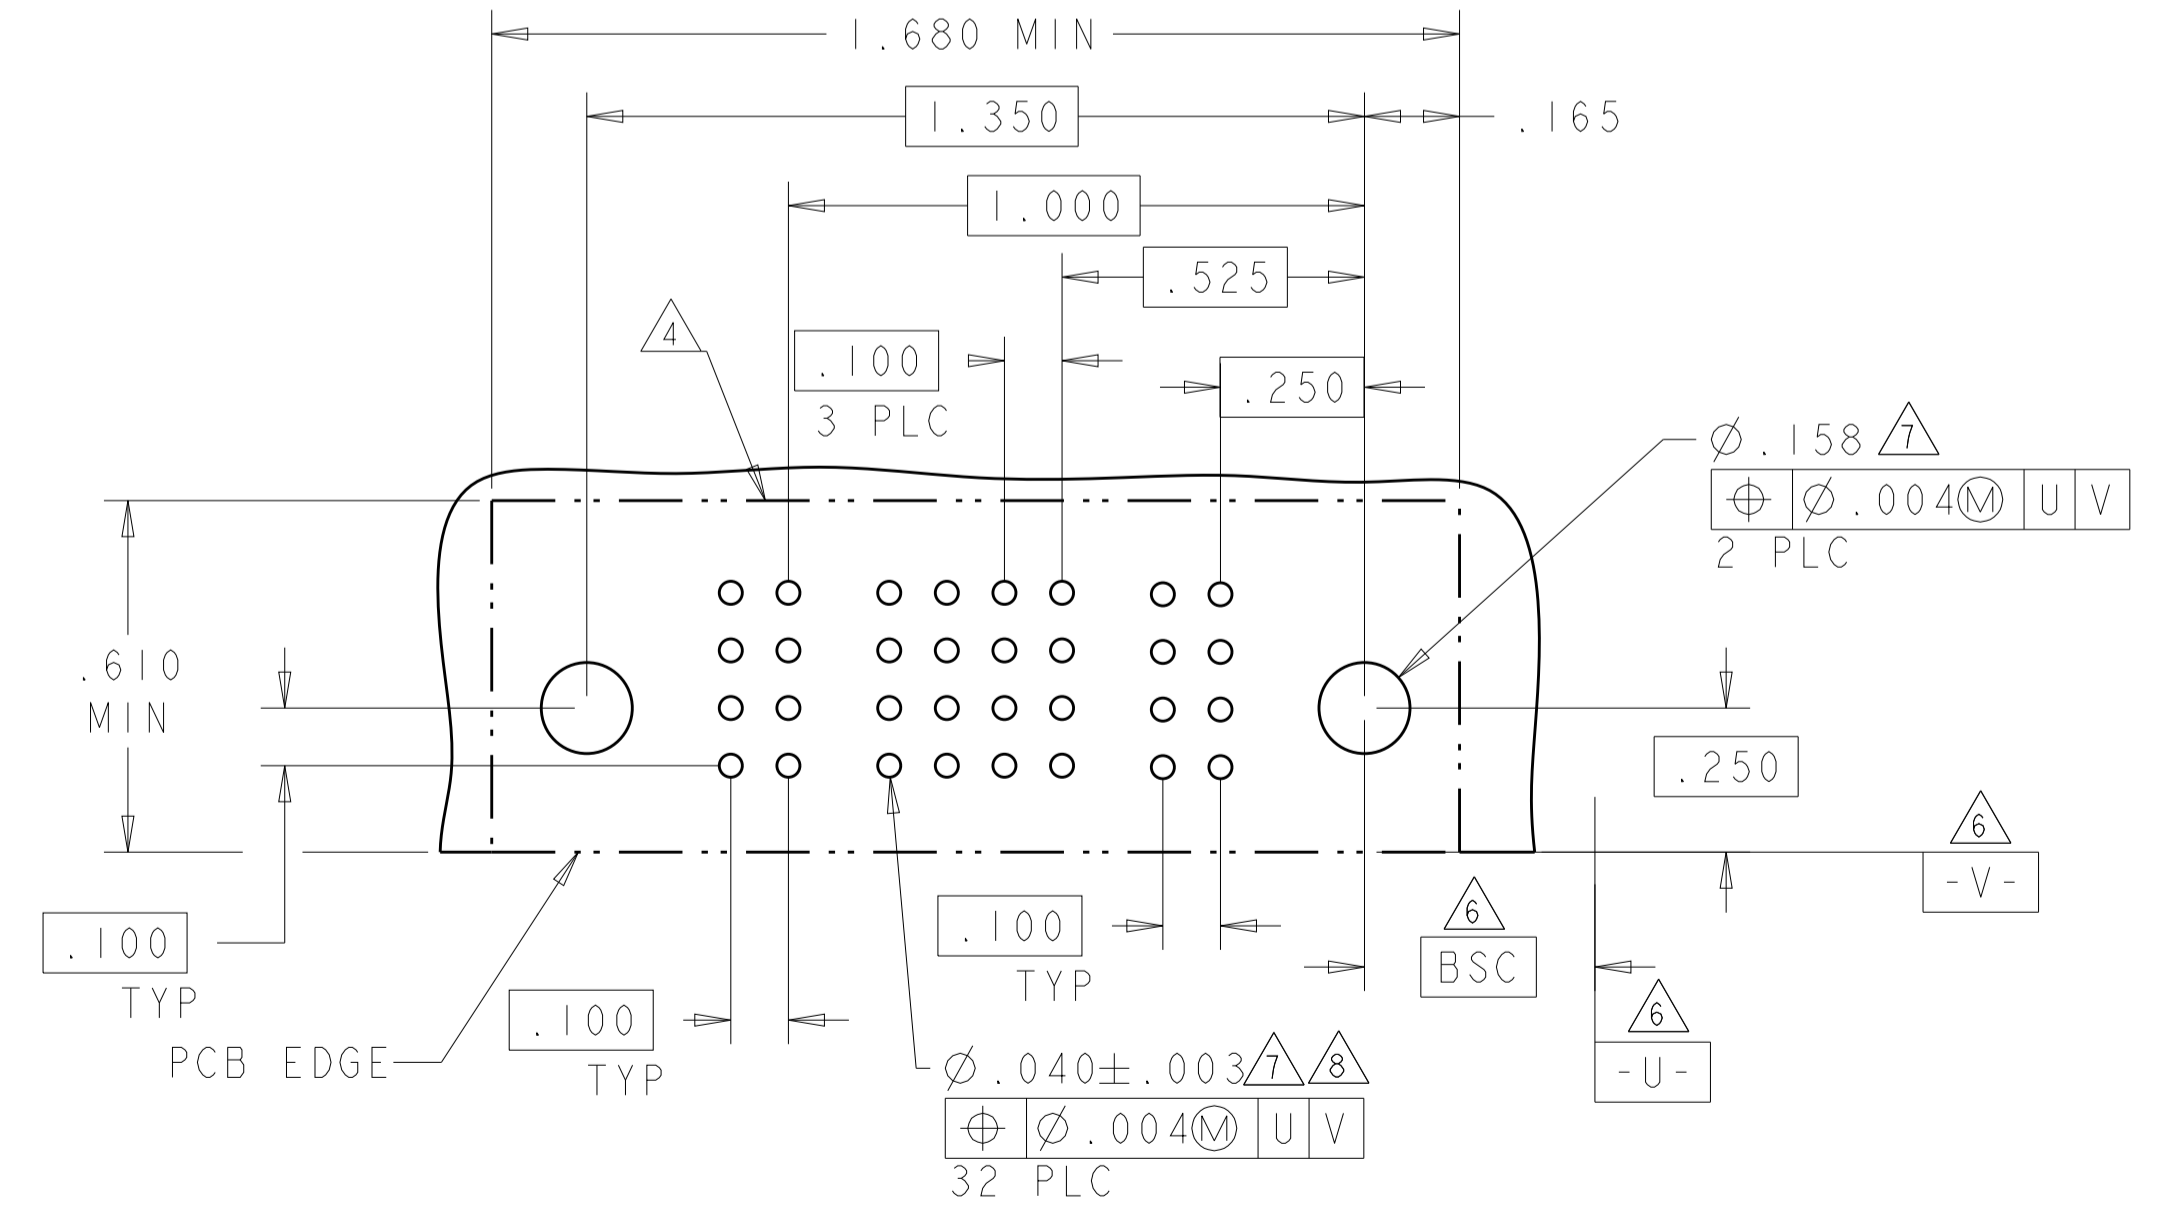 1.680 MIN
1.350
.165
1.000
.525
4
.100
3 PLC
.250
Ø.158 7
⌖ Ø.004Ⓜ U V
2 PLC
.610
MIN
.250
6
-V-
6
BSC
.100
TYP
.100
TYP
.100
TYP
6
-U-
PCB EDGE
Ø.040±.003 7 8
⌖ Ø.004Ⓜ U V
32 PLC